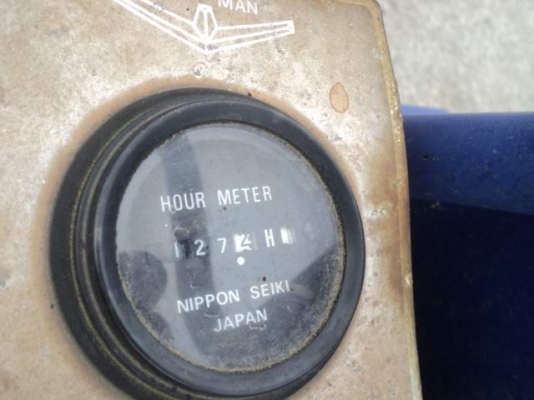 MAN
HOUR METER
1274 H
NIPPON SEIKI
JAPAN